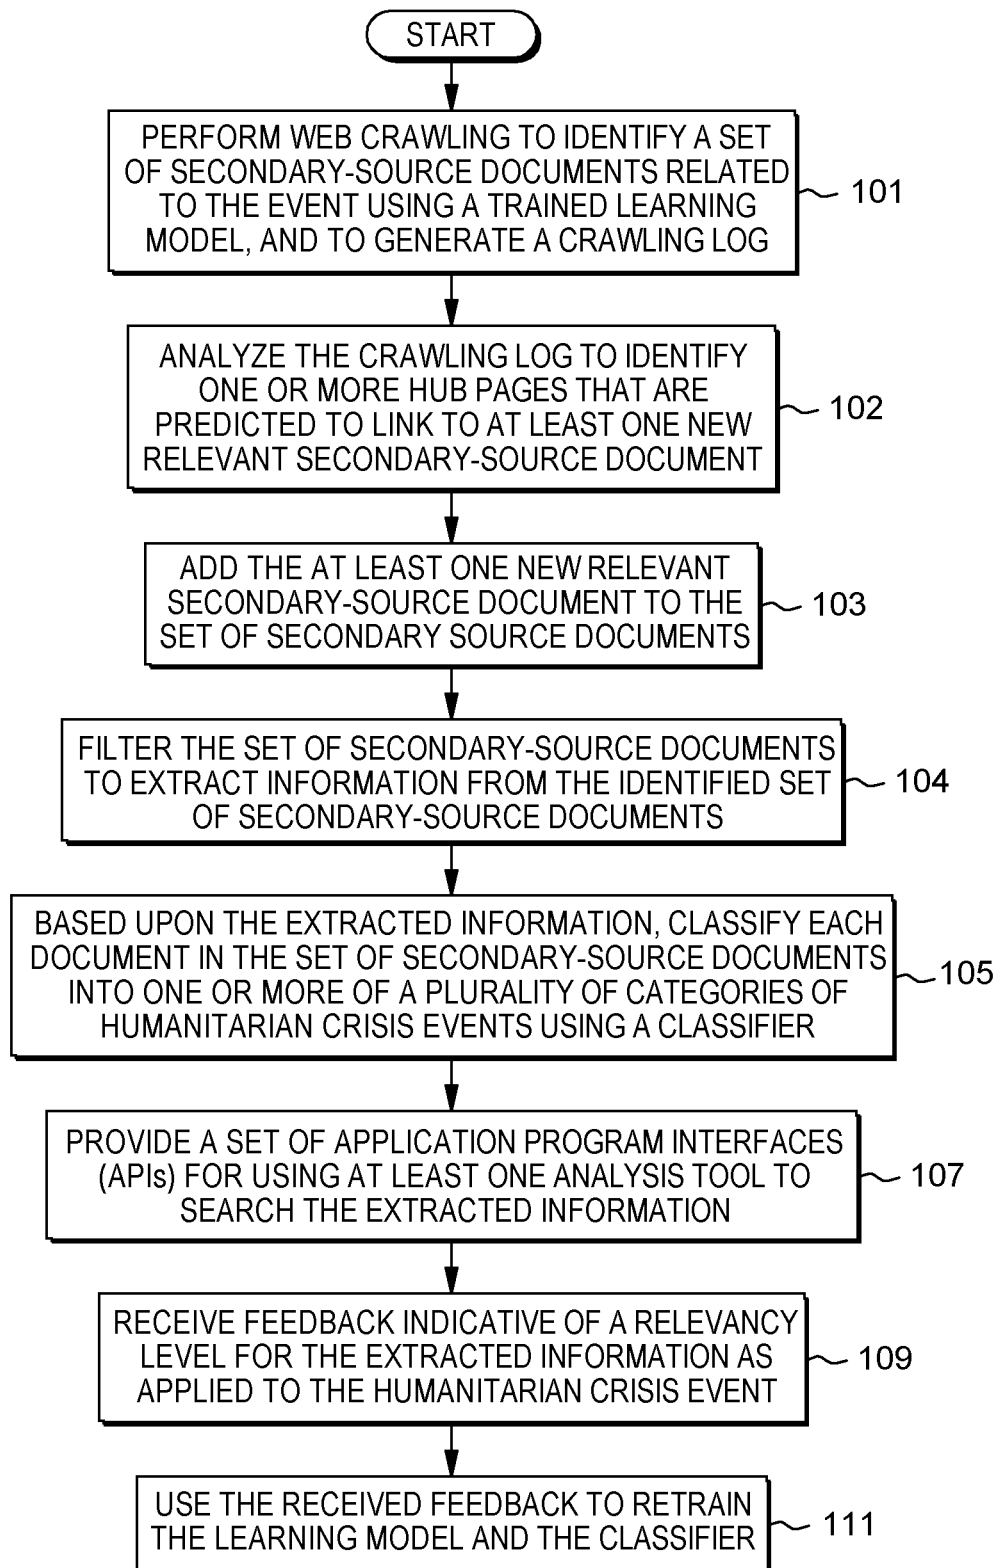 START
PERFORM WEB CRAWLING TO IDENTIFY A SET
OF SECONDARY-SOURCE DOCUMENTS RELATED
TO THE EVENT USING A TRAINED LEARNING
MODEL, AND TO GENERATE A CRAWLING LOG
101
ANALYZE THE CRAWLING LOG TO IDENTIFY
ONE OR MORE HUB PAGES THAT ARE
PREDICTED TO LINK TO AT LEAST ONE NEW
RELEVANT SECONDARY-SOURCE DOCUMENT
102
ADD THE AT LEAST ONE NEW RELEVANT
SECONDARY-SOURCE DOCUMENT TO THE
SET OF SECONDARY SOURCE DOCUMENTS
103
FILTER THE SET OF SECONDARY-SOURCE DOCUMENTS
TO EXTRACT INFORMATION FROM THE IDENTIFIED SET
OF SECONDARY-SOURCE DOCUMENTS
104
BASED UPON THE EXTRACTED INFORMATION, CLASSIFY EACH
DOCUMENT IN THE SET OF SECONDARY-SOURCE DOCUMENTS
INTO ONE OR MORE OF A PLURALITY OF CATEGORIES OF
HUMANITARIAN CRISIS EVENTS USING A CLASSIFIER
105
PROVIDE A SET OF APPLICATION PROGRAM INTERFACES
(APIs) FOR USING AT LEAST ONE ANALYSIS TOOL TO
SEARCH THE EXTRACTED INFORMATION
107
RECEIVE FEEDBACK INDICATIVE OF A RELEVANCY
LEVEL FOR THE EXTRACTED INFORMATION AS
APPLIED TO THE HUMANITARIAN CRISIS EVENT
109
USE THE RECEIVED FEEDBACK TO RETRAIN
THE LEARNING MODEL AND THE CLASSIFIER
111